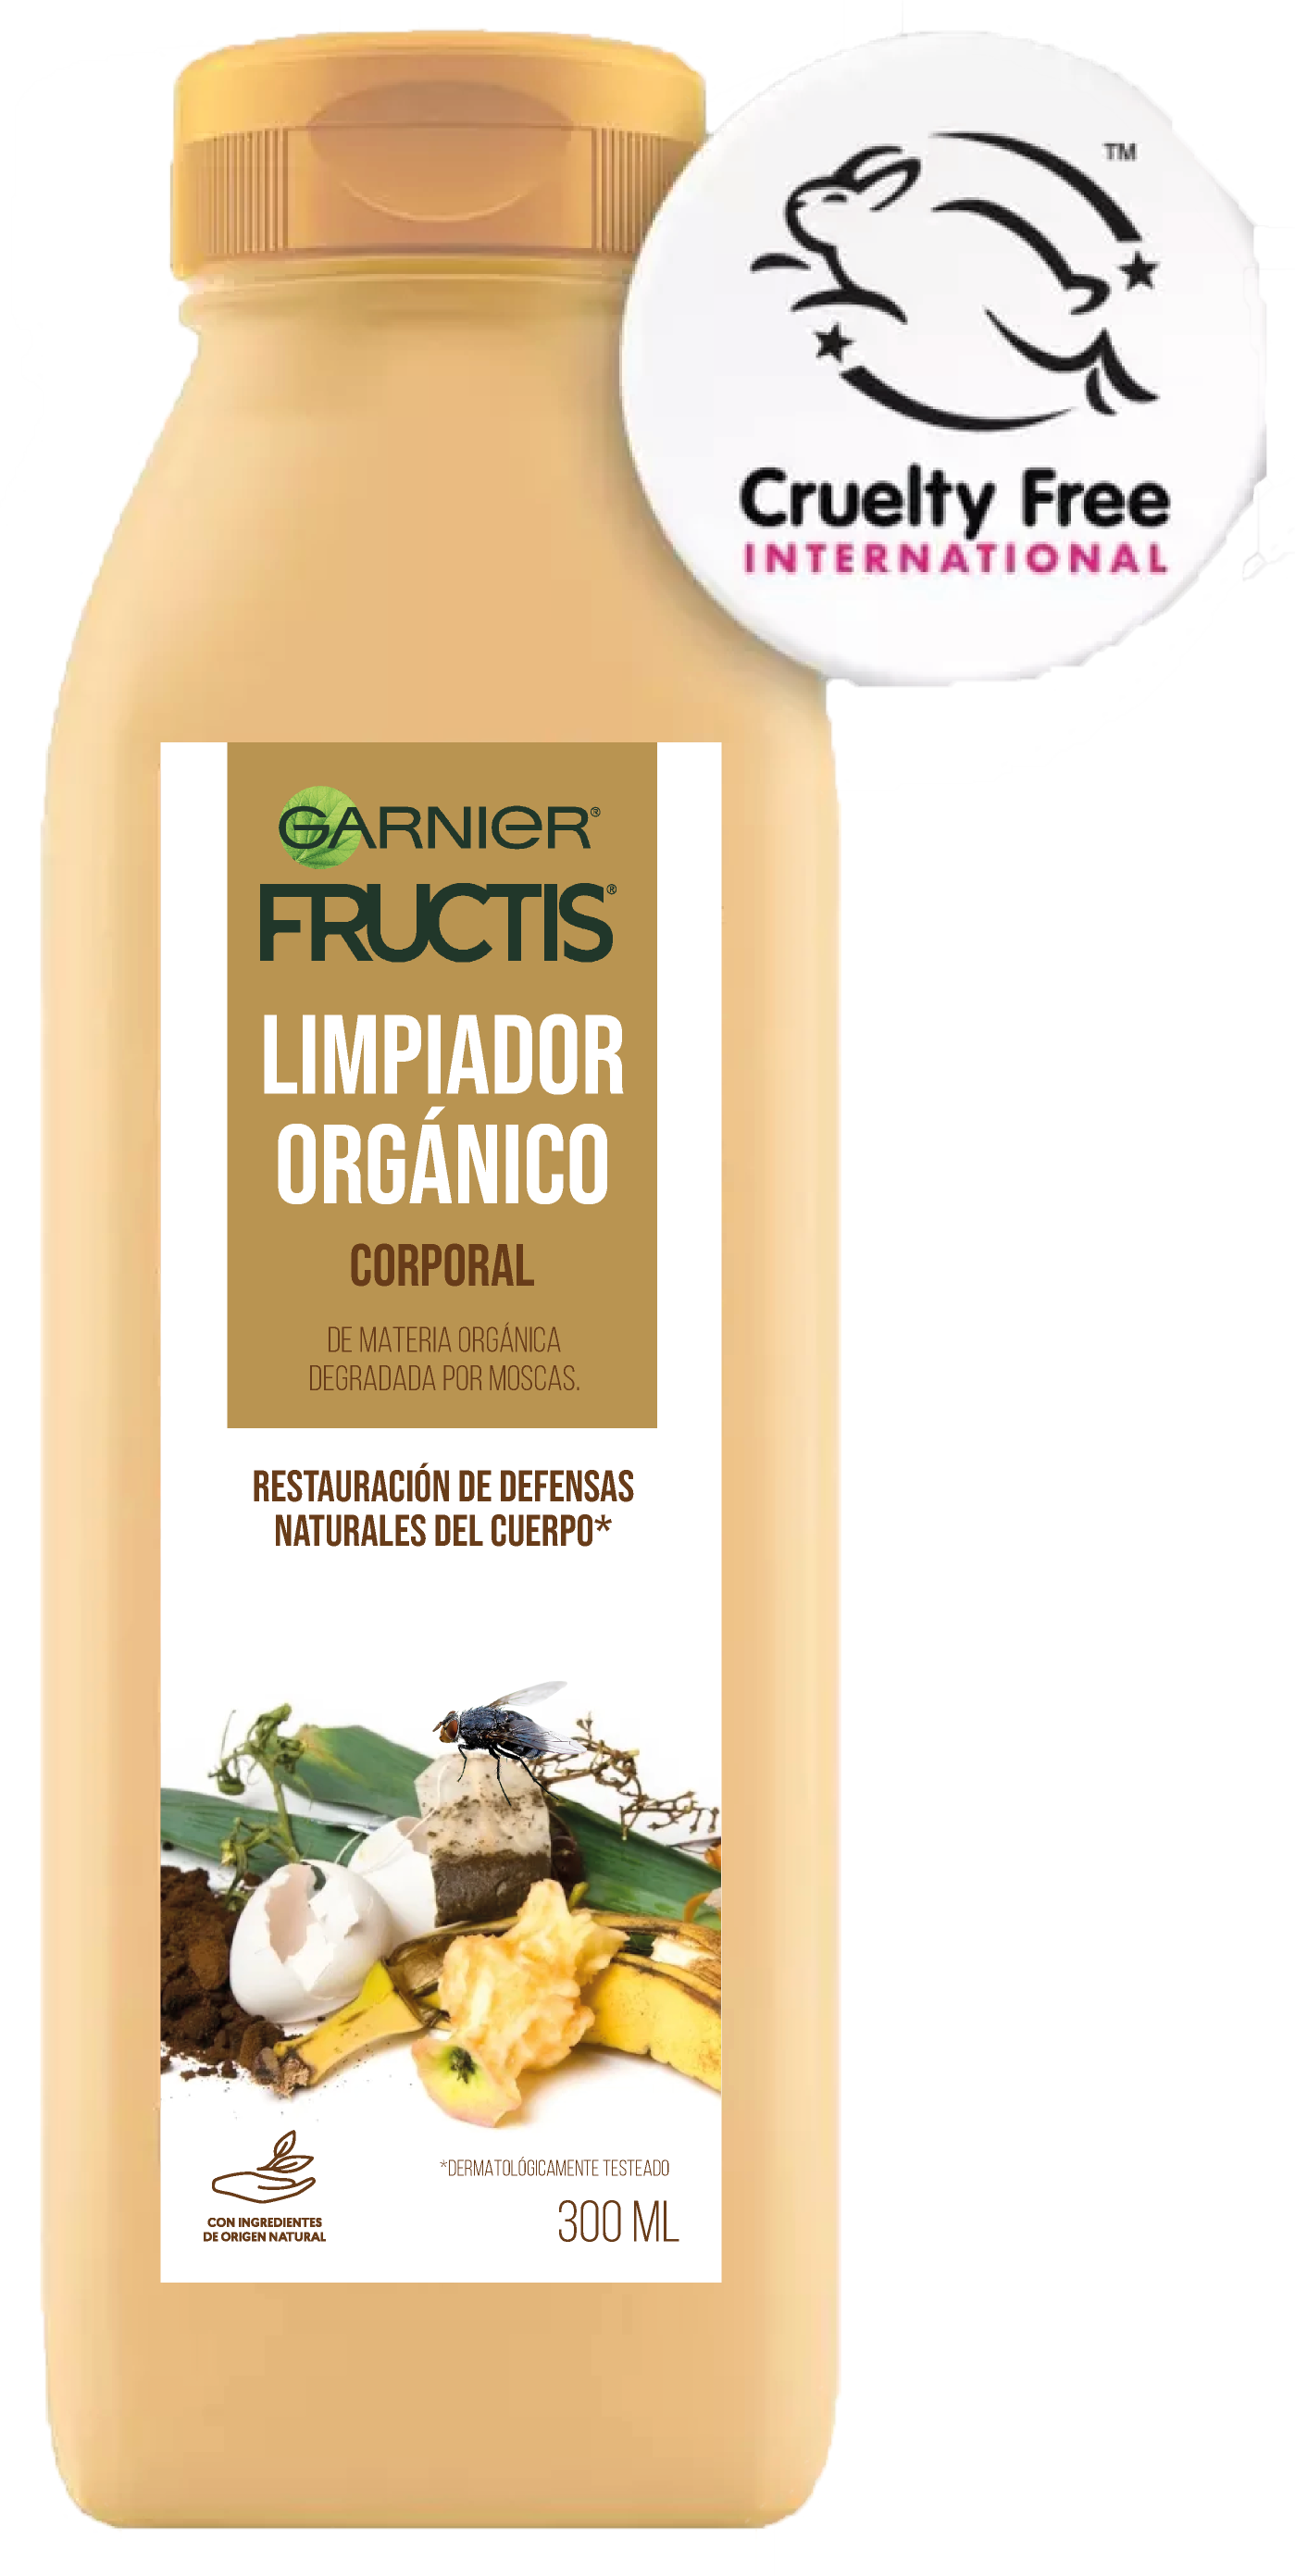 TM
Cruelty Free
INTERNATIONAL
GARNIER®
FRUCTIS®
LIMPIADOR
ORGÁNICO
CORPORAL
DE MATERIA ORGÁNICA
DEGRADADA POR MOSCAS.
RESTAURACIÓN DE DEFENSAS
NATURALES DEL CUERPO*
*DERMATOLÓGICAMENTE TESTEADO
300 ML
CON INGREDIENTES
DE ORIGEN NATURAL